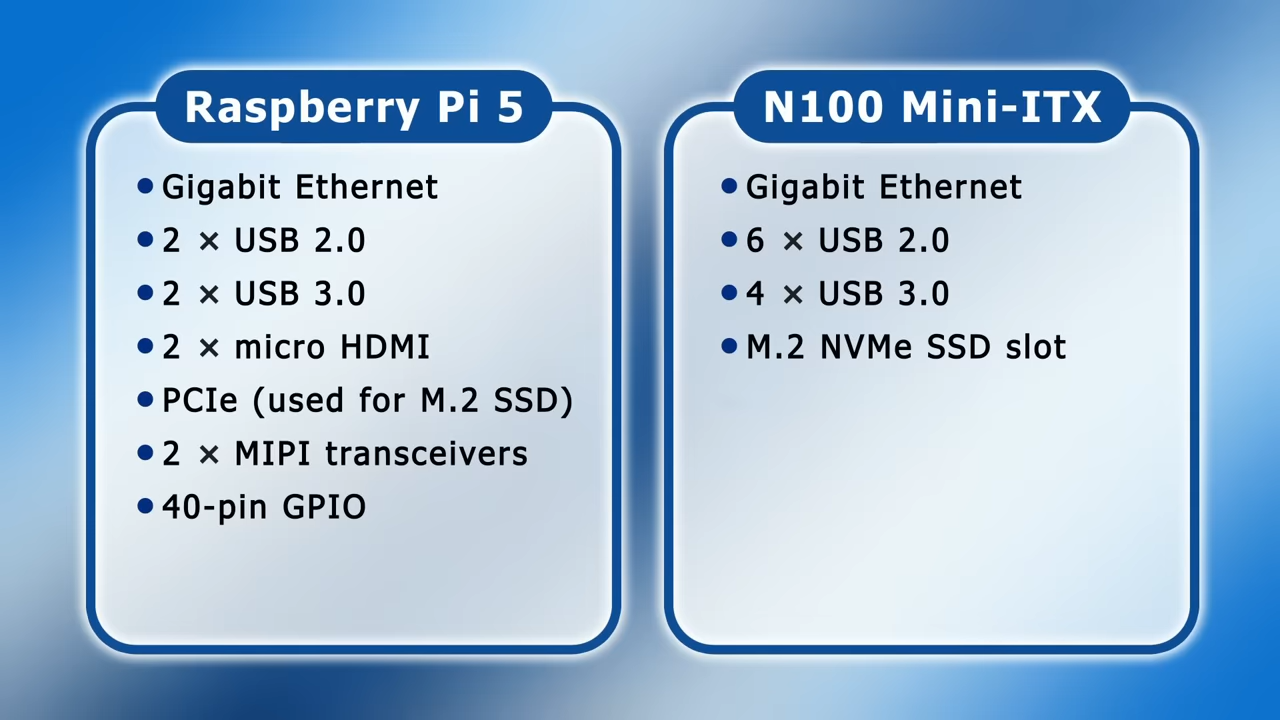 Raspberry Pi 5
• Gigabit Ethernet
• 2 × USB 2.0
• 2 × USB 3.0
• 2 × micro HDMI
• PCIe (used for M.2 SSD)
• 2 × MIPI transceivers
• 40-pin GPIO
N100 Mini-ITX
• Gigabit Ethernet
• 6 × USB 2.0
• 4 × USB 3.0
• M.2 NVMe SSD slot